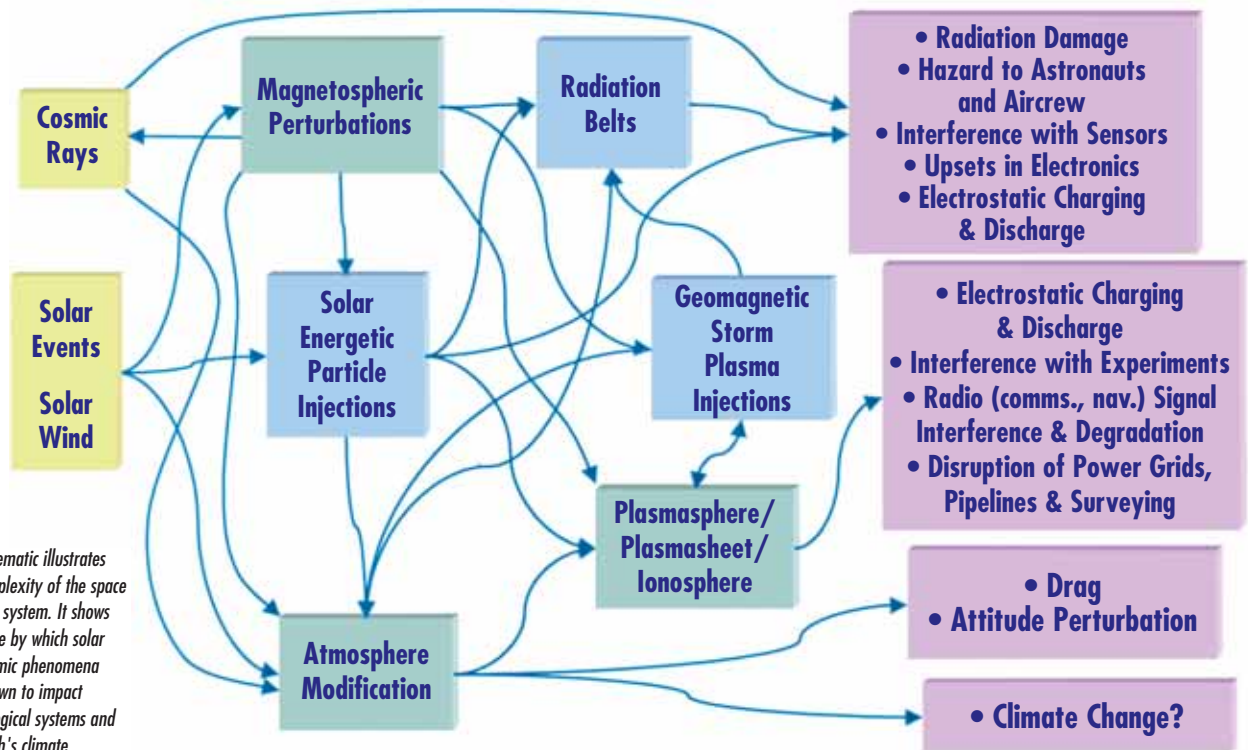 Cosmic
Rays
Magnetospheric
Perturbations
Radiation
Belts
• Radiation Damage
• Hazard to Astronauts
and Aircrew
• Interference with Sensors
• Upsets in Electronics
• Electrostatic Charging
& Discharge
Solar
Events
Solar
Wind
Solar
Energetic
Particle
Injections
Geomagnetic
Storm
Plasma
Injections
• Electrostatic Charging
& Discharge
• Interference with Experiments
• Radio (comms., nav.) Signal
Interference & Degradation
• Disruption of Power Grids,
Pipelines & Surveying
Plasmasphere/
Plasmasheet/
Ionosphere
Atmosphere
Modification
• Drag
• Attitude Perturbation
• Climate Change?
ematic illustrates
plexity of the space
system. It shows
e by which solar
mic phenomena
wn to impact
ogical systems and
h's climate